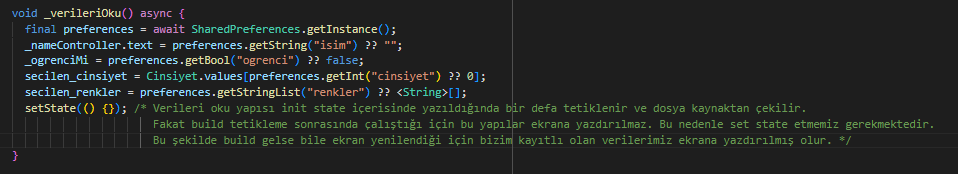 void _verileriOku() async {
final preferences = await SharedPreferences.getInstance();
_nameController.text = preferences.getString("isim") ?? "";
_ogrenciMi = preferences.getBool("ogrenci") ?? false;
secilen_cinsiyet = Cinsiyet.values[preferences.getInt("cinsiyet") ?? 0];
secilen_renkler = preferences.getStringList("renkler") ?? <String>[];
setState(() {}); /* Verileri oku yapısı init state içerisinde yazıldığında bir defa tetiklenir ve dosya kaynaktan çekilir.
Fakat build tetikleme sonrasında çalıştığı için bu yapılar ekrana yazdırılmaz. Bu nedenle set state etmemiz gerekmektedir.
Bu şekilde build gelse bile ekran yenilendiği için bizim kayıtlı olan verilerimiz ekrana yazdırılmış olur. */
}